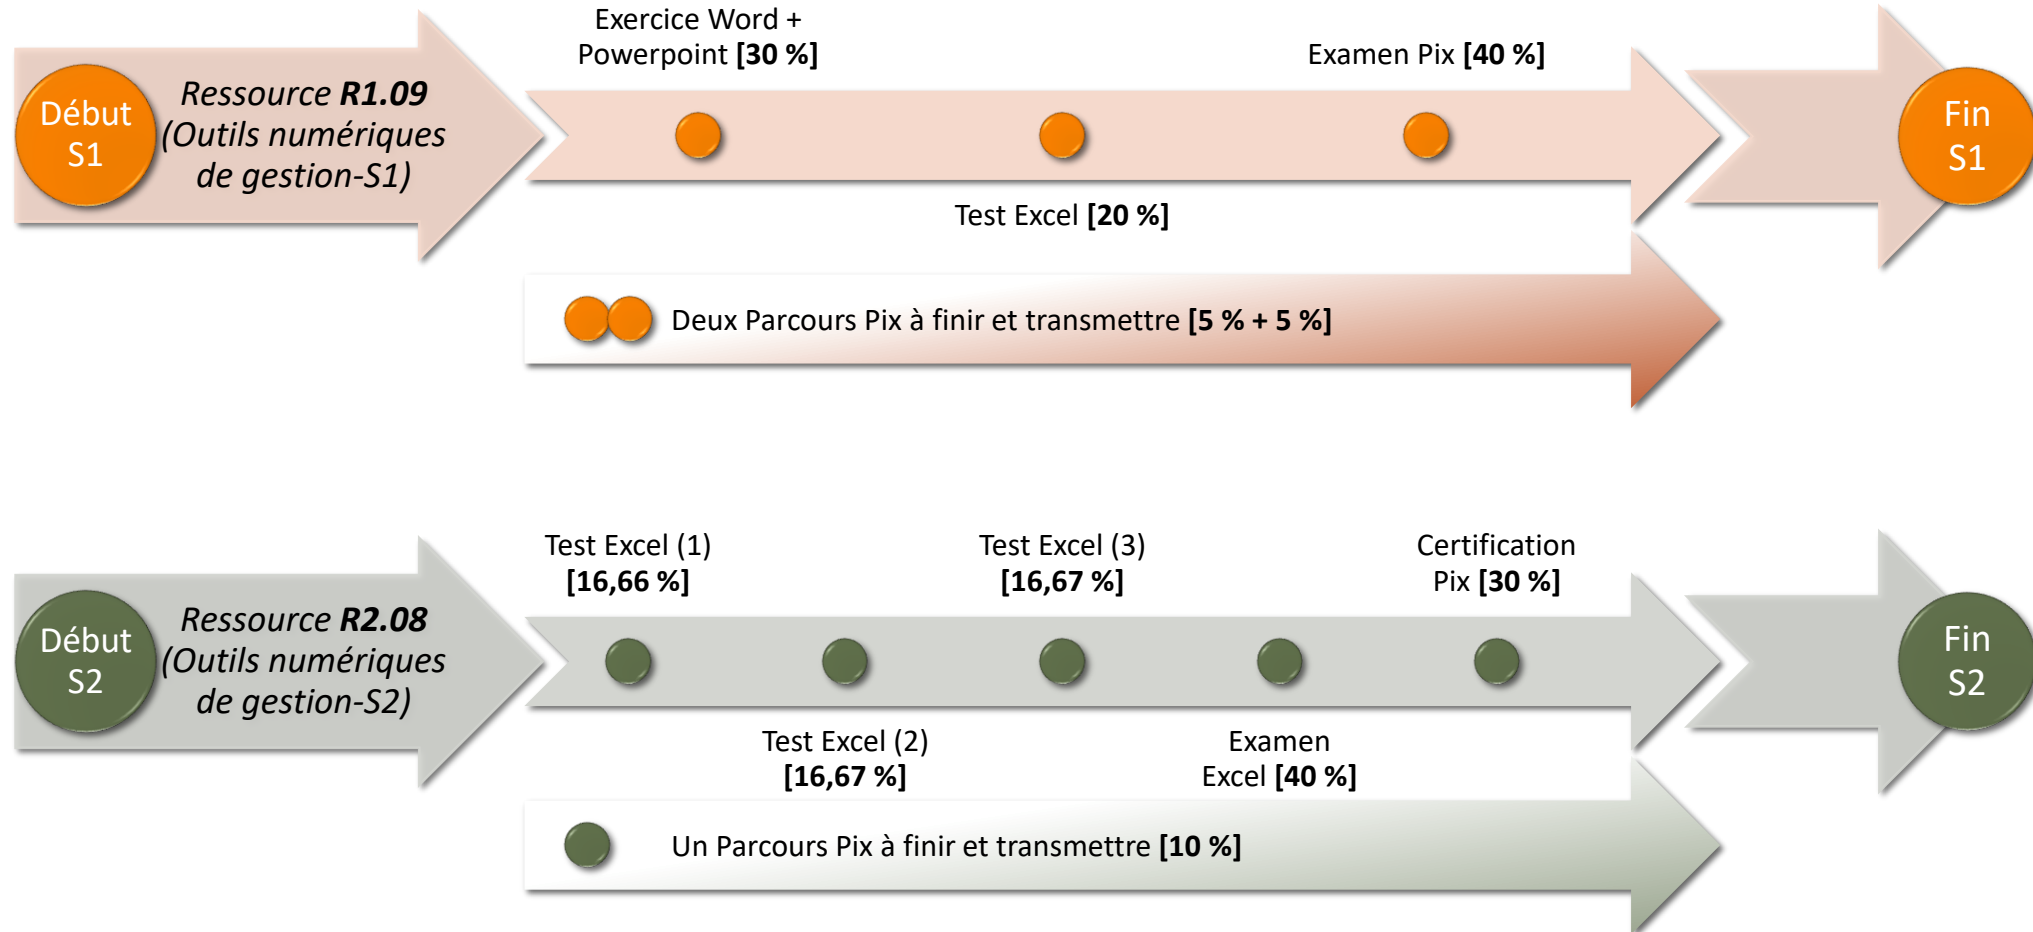 Début
S1
Ressource R1.09
(Outils numériques
de gestion-S1)
Exercice Word +
Powerpoint [30 %]
Examen Pix [40 %]
Test Excel [20 %]
Fin
S1
Deux Parcours Pix à finir et transmettre [5 % + 5 %]
Début
S2
Ressource R2.08
(Outils numériques
de gestion-S2)
Test Excel (1)
[16,66 %]
Test Excel (3)
[16,67 %]
Certification
Pix [30 %]
Test Excel (2)
[16,67 %]
Examen
Excel [40 %]
Fin
S2
Un Parcours Pix à finir et transmettre [10 %]